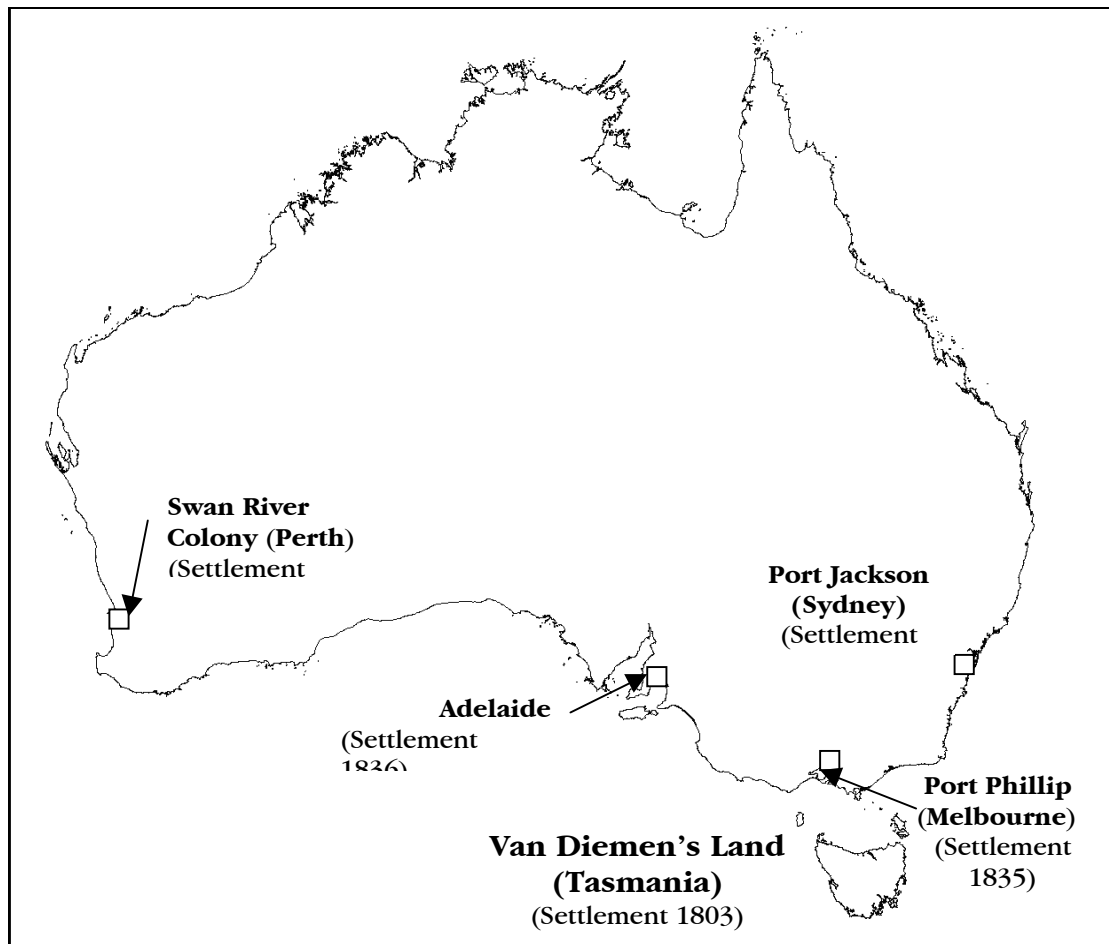 Swan River
Colony (Perth)
(Settlement
Port Jackson
(Sydney)
(Settlement
Adelaide
(Settlement
1836)
Port Phillip
(Melbourne)
(Settlement
1835)
Van Diemen's Land
(Tasmania)
(Settlement 1803)